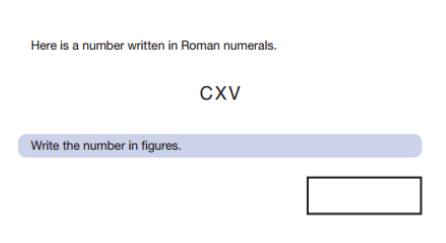 Here is a number written in Roman numerals.
CXV
Write the number in figures.